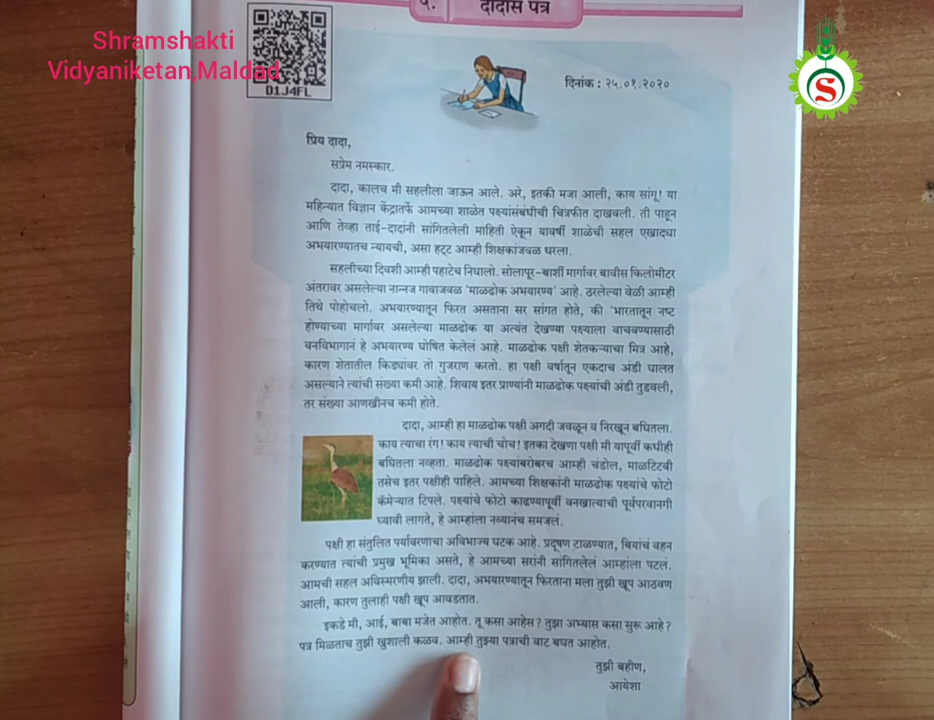 Shramshakti
Vidyaniketan,Maldad
D1J4FL
५.
दादास पत्र
S
दिनांक : २५.०१.२०२०
प्रिय दादा,
सप्रेम नमस्कार.
दादा, कालच मी सहलीला जाऊन आले. अरे, इतकी मजा आली, काय सांगू! या
महिन्यात विज्ञान केंद्रातर्फे आमच्या शाळेत पक्ष्यांसंबंधीची चित्रफीत दाखवली. ती पाहून
आणि तेव्हा ताई-दादांनी सांगितलेली माहिती ऐकून यावर्षी शाळेची सहल एखाद्या
अभयारण्यातच न्यायची, असा हट्ट आम्ही शिक्षकांजवळ धरला.
सहलीच्या दिवशी आम्ही पहाटेच निघालो. सोलापूर-बार्शी मार्गावर बावीस किलोमीटर
अंतरावर असलेल्या नान्नज गावाजवळ 'माळढोक अभयारण्य' आहे. ठरलेल्या वेळी आम्ही
तिथे पोहोचलो. अभयारण्यातून फिरत असताना सर सांगत होते, की 'भारतातून नष्ट
होण्याच्या मार्गावर असलेल्या माळढोक या अत्यंत देखण्या पक्ष्याला वाचवण्यासाठी
वनविभागानं हे अभयारण्य घोषित केलेलं आहे. माळढोक पक्षी शेतकऱ्याचा मित्र आहे,
कारण शेतातील किड्यांवर तो गुजराण करतो. हा पक्षी वर्षातून एकदाच अंडी घालत
असल्याने त्यांची संख्या कमी आहे. शिवाय इतर प्राण्यांनी माळढोक पक्ष्यांची अंडी तुडवली,
तर संख्या आणखीनच कमी होते.
दादा, आम्ही हा माळढोक पक्षी अगदी जवळून व निरखून बघितला.
काय त्याचा रंग! काय त्याची चोच! इतका देखणा पक्षी मी यापूर्वी कधीही
बघितला नव्हता. माळढोक पक्ष्यांबरोबरच आम्ही चंडोल, माळटिटवी
तसेच इतर पक्षीही पाहिले. आमच्या शिक्षकांनी माळढोक पक्ष्यांचे फोटो
कॅमेऱ्यात टिपले. पक्ष्यांचे फोटो काढण्यापूर्वी वनखात्याची पूर्वपरवानगी
घ्यावी लागते, हे आम्हांला नव्यानंच समजलं.
पक्षी हा संतुलित पर्यावरणाचा अविभाज्य घटक आहे. प्रदूषण टाळण्यात, बियांचं वहन
करण्यात त्यांची प्रमुख भूमिका असते, हे आमच्या सरांनी सांगितलेलं आम्हांला पटलं.
आमची सहल अविस्मरणीय झाली. दादा, अभयारण्यातून फिरताना मला तुझी खूप आठवण
आली, कारण तुलाही पक्षी खूप आवडतात.
इकडे मी, आई, बाबा मजेत आहोत. तू कसा आहेस? तुझा अभ्यास कसा सुरू आहे?
पत्र मिळताच तुझी खुशाली कळव. आम्ही तुझ्या पत्राची वाट बघत आहोत.
तुझी बहीण,
आयेशा